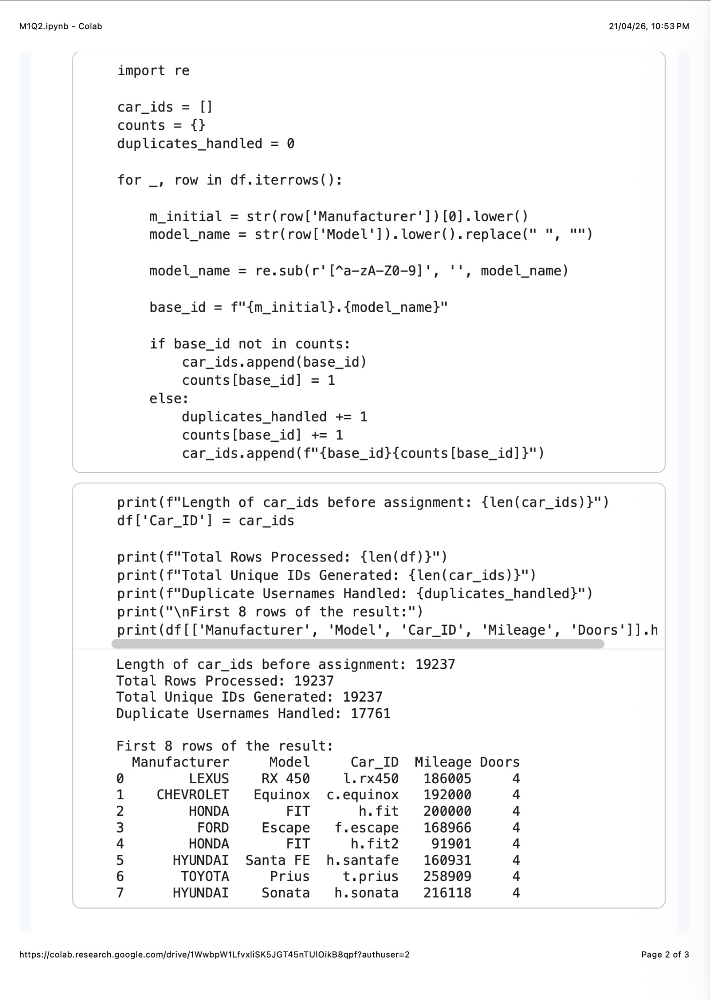 M1Q2.ipynb - Colab
21/04/26, 10:53 PM
import re
car_ids = []
counts = {}
duplicates_handled = 0
for _, row in df.iterrows():
m_initial = str(row['Manufacturer'])[0].lower()
model_name = str(row['Model']).lower().replace(" ", "")
model_name = re.sub(r'[^a-zA-Z0-9]', '', model_name)
base_id = f"{m_initial}.{model_name}"
if base_id not in counts:
car_ids.append(base_id)
counts[base_id] = 1
else:
duplicates_handled += 1
counts[base_id] += 1
car_ids.append(f"{base_id}{counts[base_id]}")
print(f"Length of car_ids before assignment: {len(car_ids)}")
df['Car_ID'] = car_ids
print(f"Total Rows Processed: {len(df)}")
print(f"Total Unique IDs Generated: {len(car_ids)}")
print(f"Duplicate Usernames Handled: {duplicates_handled}")
print("\nFirst 8 rows of the result:")
print(df[['Manufacturer', 'Model', 'Car_ID', 'Mileage', 'Doors']].h
Length of car_ids before assignment: 19237
Total Rows Processed: 19237
Total Unique IDs Generated: 19237
Duplicate Usernames Handled: 17761
First 8 rows of the result:
Manufacturer Model Car_ID Mileage Doors
0 LEXUS RX 450 l.rx450 186005 4
1 CHEVROLET Equinox c.equinox 192000 4
2 HONDA FIT h.fit 200000 4
3 FORD Escape f.escape 168966 4
4 HONDA FIT h.fit2 91901 4
5 HYUNDAI Santa FE h.santafe 160931 4
6 TOYOTA Prius t.prius 258909 4
7 HYUNDAI Sonata h.sonata 216118 4
https://colab.research.google.com/drive/1WwbpW1LfvxliSK5JGT45nTUIOikB8qpf?authuser=2
Page 2 of 3